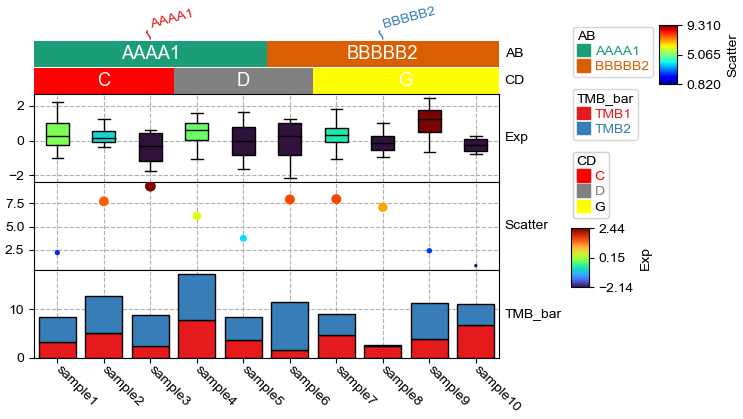 AAAA1
BBBBB2
AAAA1
BBBBB2
AB
C
D
G
CD
2
0
−2
Exp
7.5
5.0
2.5
Scatter
10
0
TMB_bar
sample1
sample2
sample3
sample4
sample5
sample6
sample7
sample8
sample9
sample10
AB
AAAA1
BBBBB2
TMB_bar
TMB1
TMB2
CD
C
D
G
2.44
0.15
−2.14
Exp
9.310
5.065
0.820
Scatter